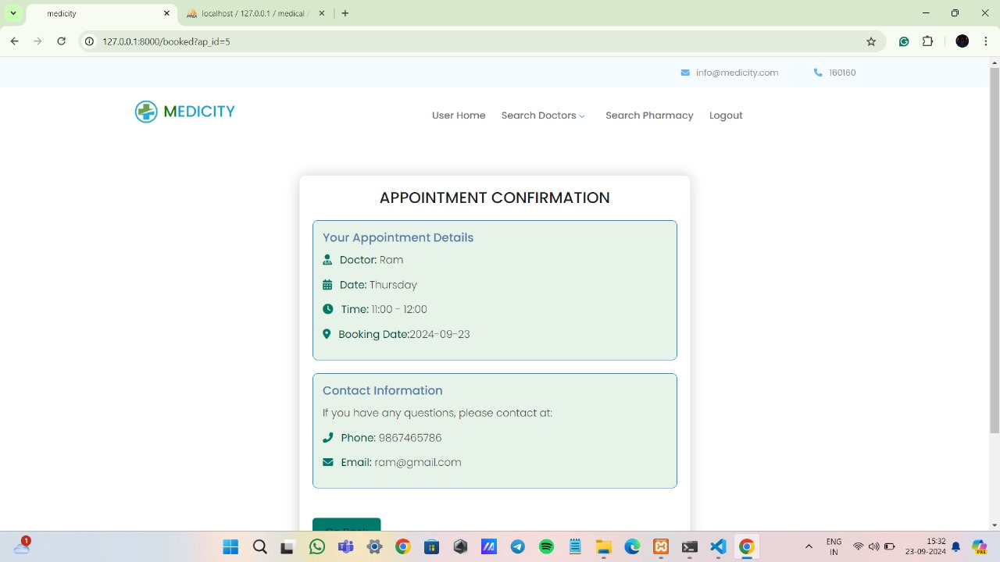 medicity
localhost / 127.0.0.1 / medical /
127.0.0.1:8000/booked?ap_id=5
info@medicity.com 160160
MEDICITY
User Home Search Doctors Search Pharmacy Logout
APPOINTMENT CONFIRMATION
Your Appointment Details
Doctor: Ram
Date: Thursday
Time: 11:00 - 12:00
Booking Date:2024-09-23
Contact Information
If you have any questions, please contact at:
Phone: 9867465786
Email: ram@gmail.com
Go Back
1
ENG
IN
15:32
23-09-2024
PRE